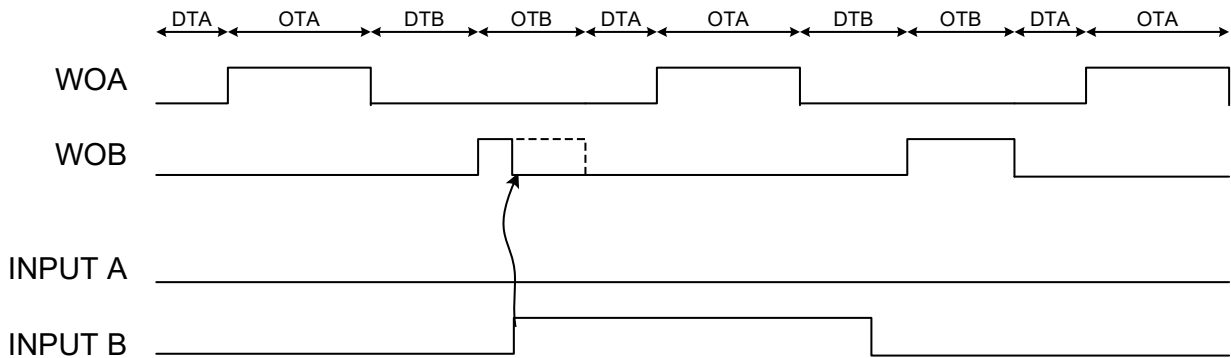 DTA OTA DTB OTB DTA OTA DTB OTB DTA OTA
WOA
WOB
INPUT A
INPUT B